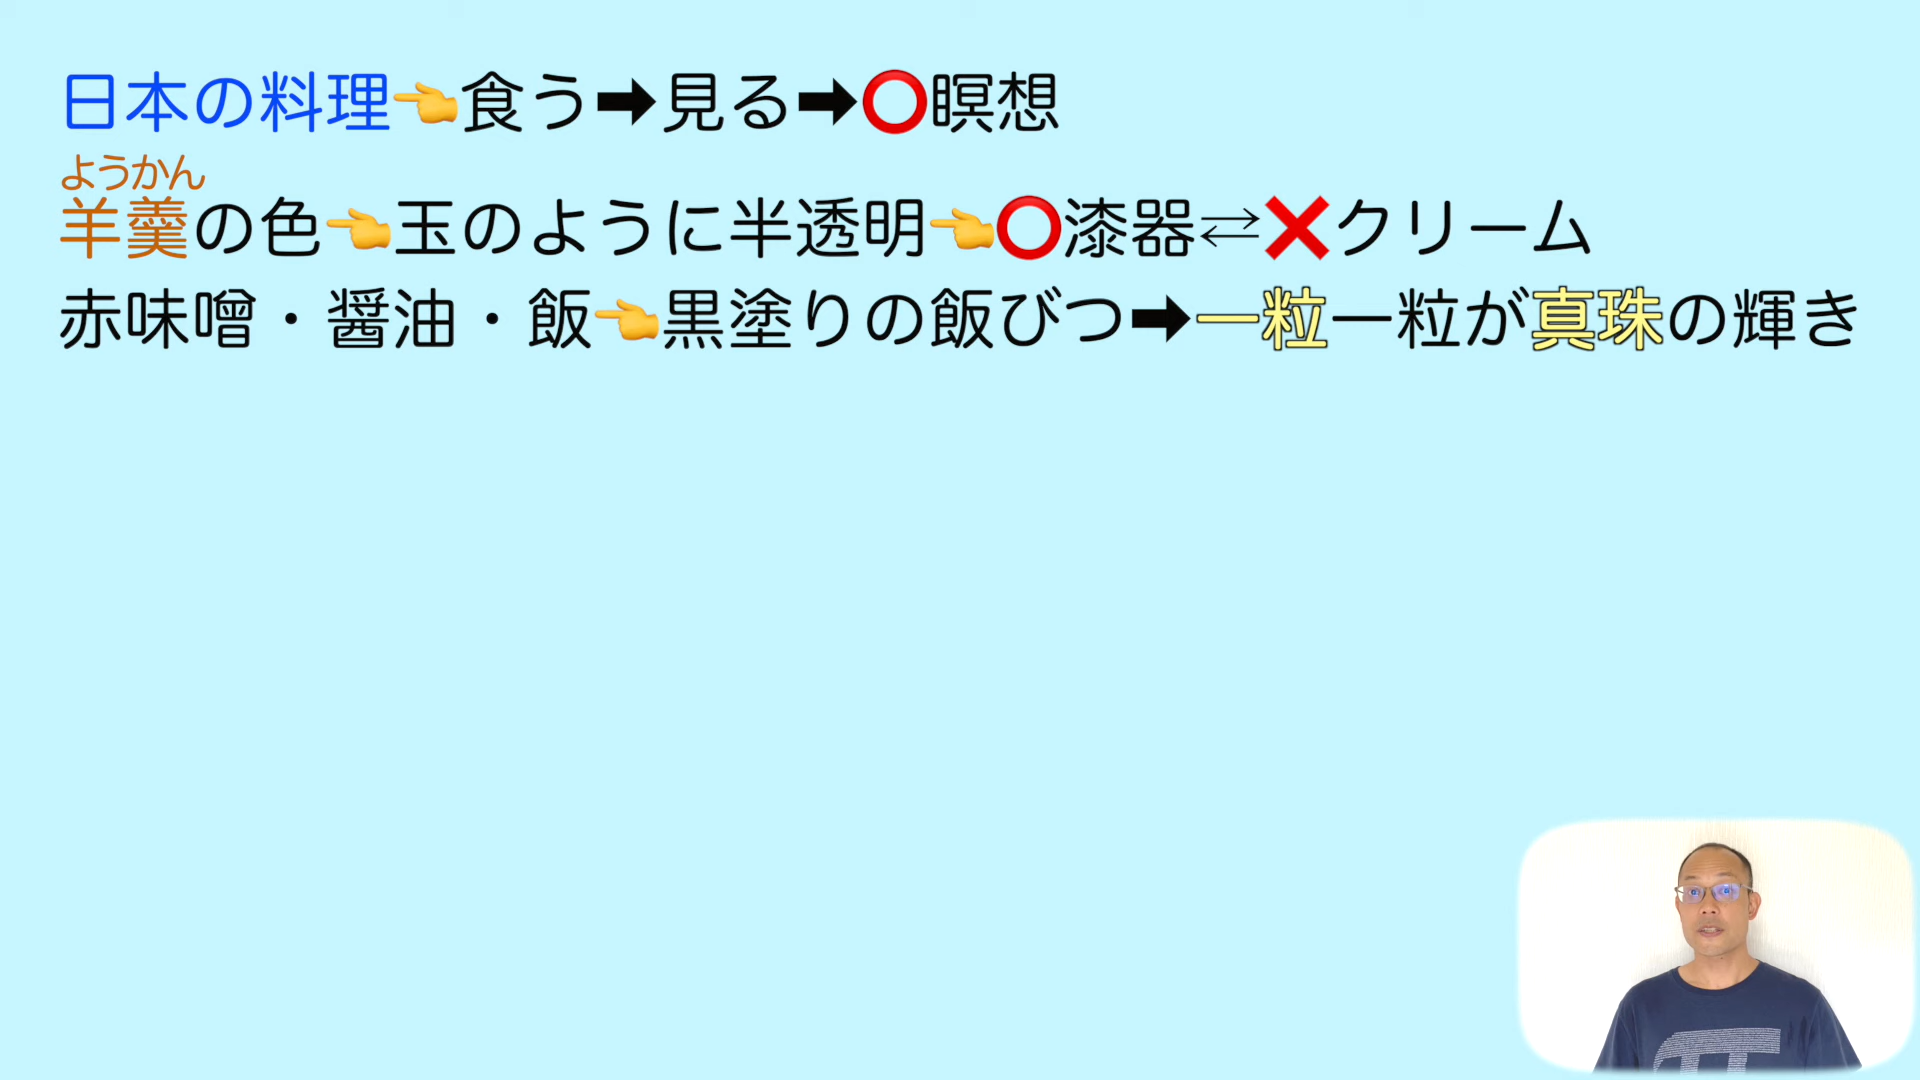 日本の料理👈食う➡見る➡⭕瞑想
ようかん
羊羹の色👈玉のように半透明👈⭕漆器⇄❌クリーム
赤味噌・醤油・飯👈黒塗りの飯びつ➡一粒一粒が真珠の輝き